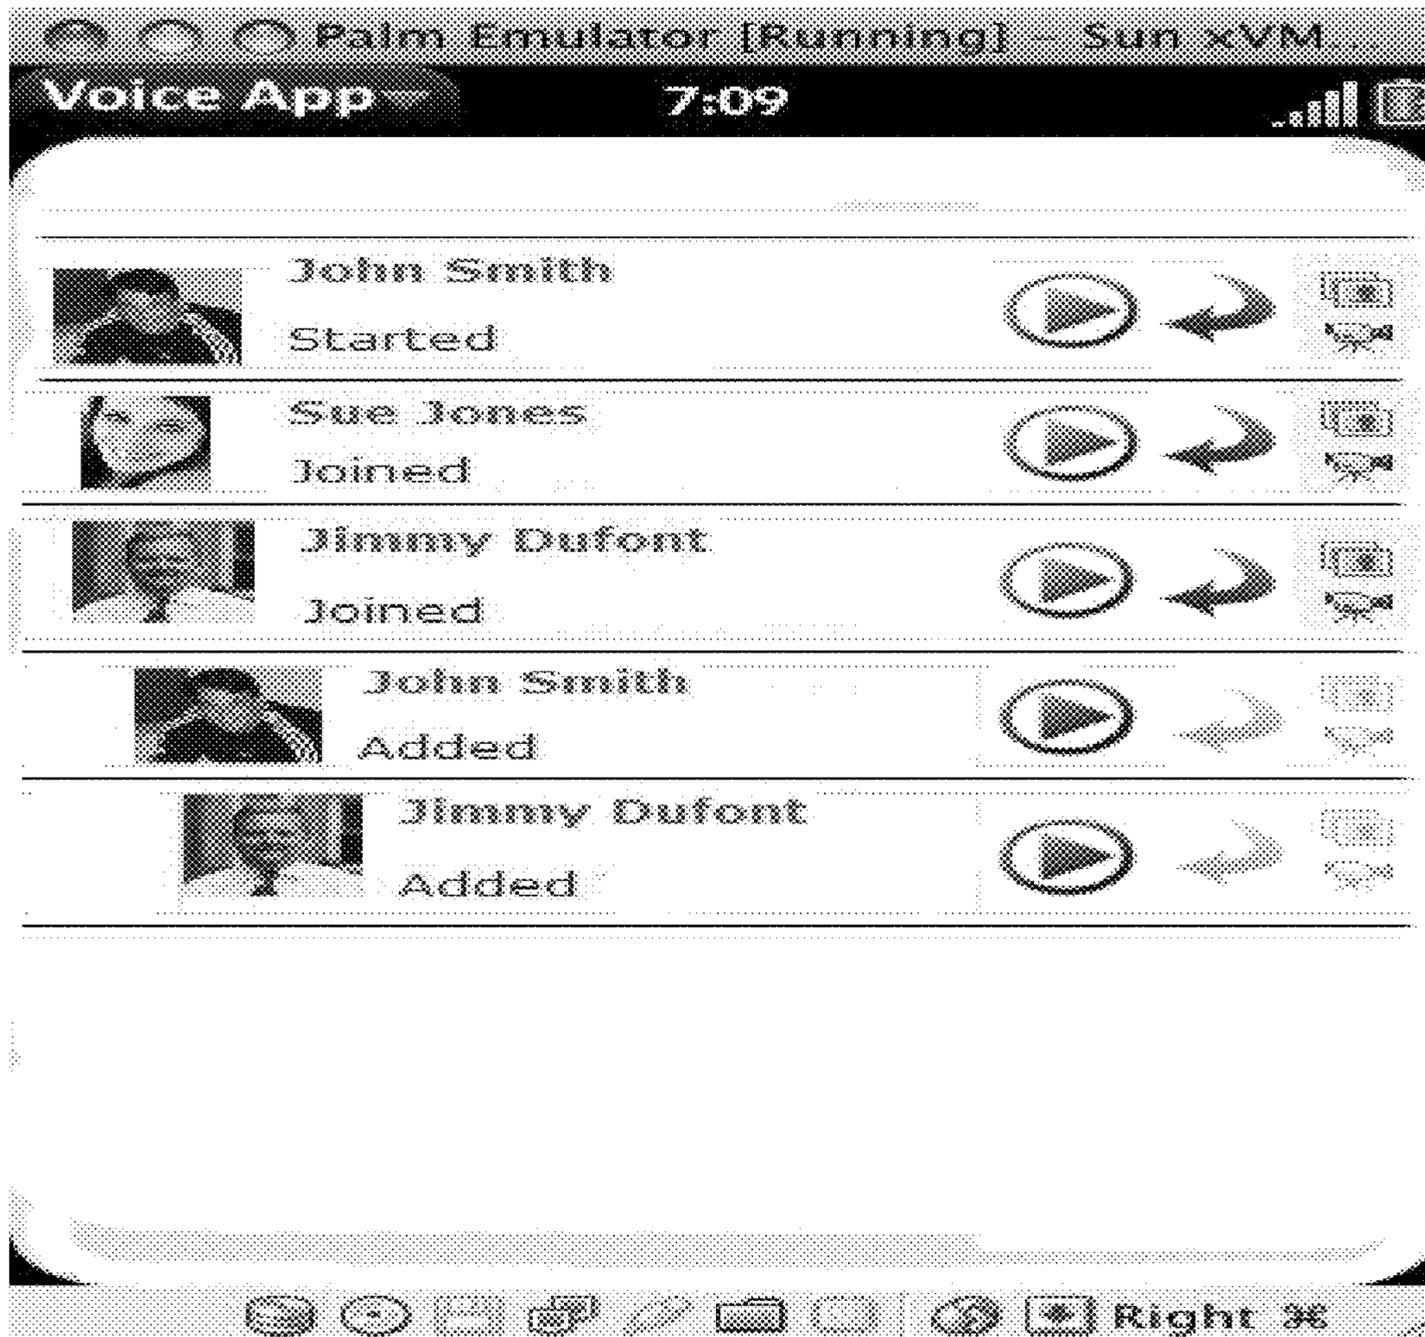 Palm Emulator [Running] – Sun xVM...
Voice App 7:09
John Smith
Started
Sue Jones
Joined
Jimmy Dufont
Joined
John Smith
Added
Jimmy Dufont
Added
Right ⌘